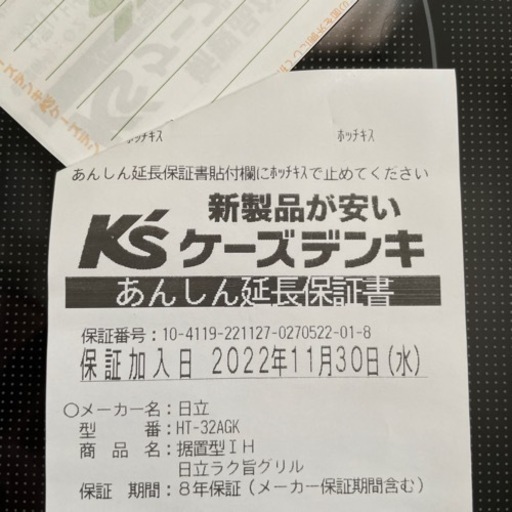 ホッチキス ホッチキス
あんしん延長保証書貼付欄にホッチキスで止めてください
K's 新製品が安い
ケーズデンキ
あんしん延長保証書
保証番号：10-4119-221127-0270522-01-8
保証加入日 2022年11月30日(水)
○メーカー名：日立
型 番：HT-32AGK
商 品 名：据置型ＩＨ
日立ラク旨グリル
保証 期間：８年保証（メーカー保証期間含む）